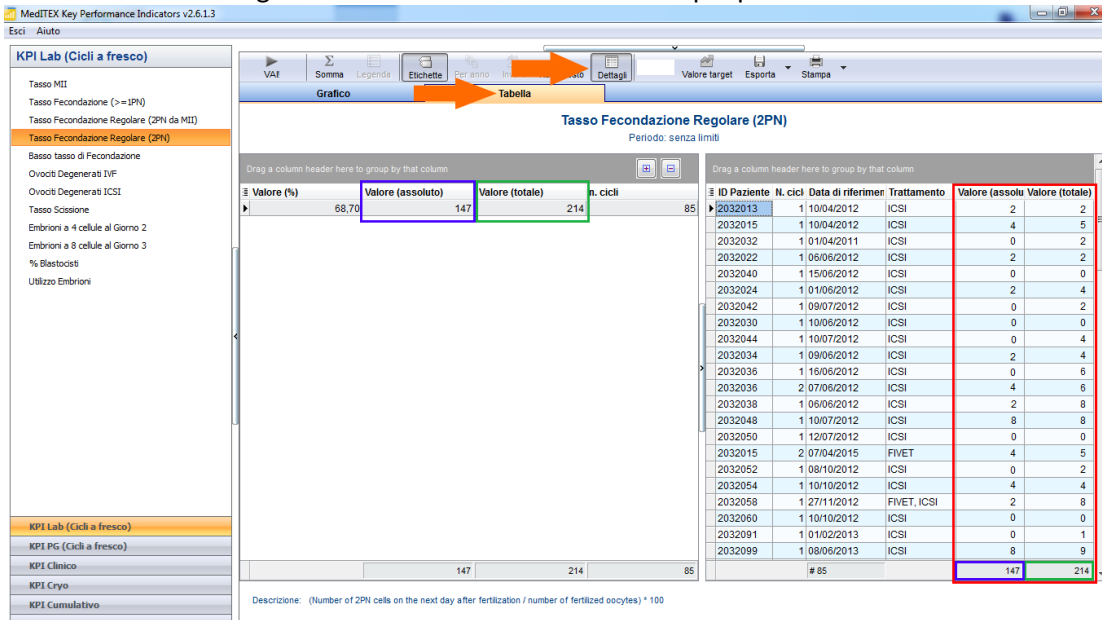 MedITEX Key Performance Indicators v2.6.1.3
Esci Aiuto
KPI Lab (Cicli a fresco)
Tasso MII
Tasso Fecondazione (>=1PN)
Tasso Fecondazione Regolare (2PN da MII)
Tasso Fecondazione Regolare (2PN)
Basso tasso di Fecondazione
Ovociti Degenerati IVF
Ovociti Degenerati ICSI
Tasso Scissione
Embrioni a 4 cellule al Giorno 2
Embrioni a 8 cellule al Giorno 3
% Blastocisti
Utilizzo Embrioni
KPI Lab (Cicli a fresco)
KPI PG (Cicli a fresco)
KPI Clinico
KPI Cryo
KPI Cumulativo
VAI! Somma Legenda Etichette Per anno Dettagli Valore target Esporta Stampa
Grafico Tabella
Tasso Fecondazione Regolare (2PN)
Periodo: senza limiti
Drag a column header here to group by that column
Valore (%) Valore (assoluto) Valore (totale) n. cicli
68,70 147 214 85
147 214 85
Drag a column header here to group by that column
ID Paziente N. cicli Data di riferimen Trattamento Valore (assolu Valore (totale)
2032013 1 10/04/2012 ICSI 2 2
2032015 1 10/04/2012 ICSI 4 5
2032032 1 01/04/2011 ICSI 0 2
2032022 1 06/06/2012 ICSI 2 2
2032040 1 15/06/2012 ICSI 0 0
2032024 1 01/06/2012 ICSI 2 4
2032042 1 09/07/2012 ICSI 0 2
2032030 1 10/06/2012 ICSI 0 0
2032044 1 10/07/2012 ICSI 0 4
2032034 1 09/06/2012 ICSI 2 4
2032036 1 16/06/2012 ICSI 0 6
2032036 2 07/06/2012 ICSI 4 6
2032038 1 06/06/2012 ICSI 2 8
2032048 1 10/07/2012 ICSI 8 8
2032050 1 12/07/2012 ICSI 0 0
2032015 2 07/04/2015 FIVET 4 5
2032052 1 08/10/2012 ICSI 0 2
2032054 1 10/10/2012 ICSI 4 4
2032058 1 27/11/2012 FIVET, ICSI 2 8
2032060 1 10/10/2012 ICSI 0 0
2032091 1 01/02/2013 ICSI 0 1
2032099 1 08/06/2013 ICSI 8 9
# 85 147 214
Descrizione: (Number of 2PN cells on the next day after fertilization / number of fertilized oocytes) * 100